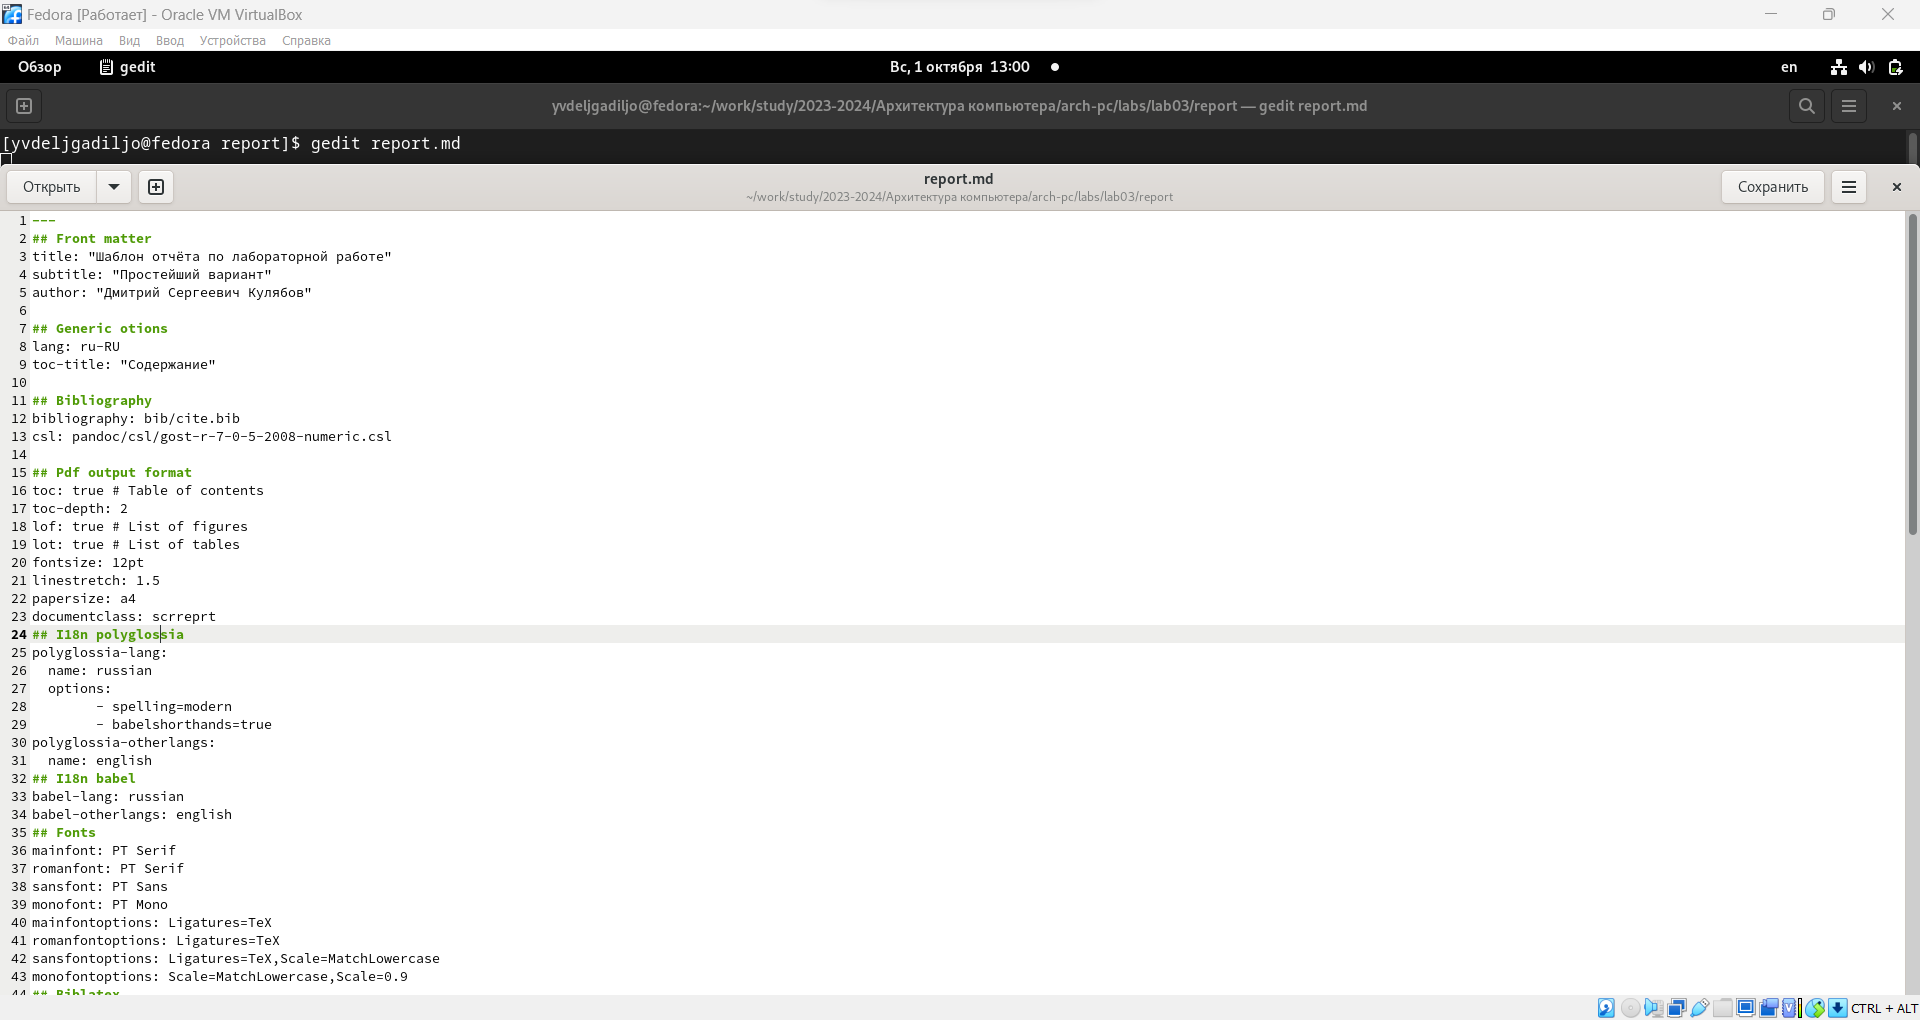 Fedora [Работает] - Oracle VM VirtualBox
Файл Машина Вид Ввод Устройства Справка
Обзор gedit Вс, 1 октября 13:00 en
yvdeljgadiljo@fedora:~/work/study/2023-2024/Архитектура компьютера/arch-pc/labs/lab03/report — gedit report.md
[yvdeljgadiljo@fedora report]$ gedit report.md
Открыть report.md Сохранить
~/work/study/2023-2024/Архитектура компьютера/arch-pc/labs/lab03/report
1 ---
2 ## Front matter
3 title: "Шаблон отчёта по лабораторной работе"
4 subtitle: "Простейший вариант"
5 author: "Дмитрий Сергеевич Кулябов"
6
7 ## Generic otions
8 lang: ru-RU
9 toc-title: "Содержание"
10
11 ## Bibliography
12 bibliography: bib/cite.bib
13 csl: pandoc/csl/gost-r-7-0-5-2008-numeric.csl
14
15 ## Pdf output format
16 toc: true # Table of contents
17 toc-depth: 2
18 lof: true # List of figures
19 lot: true # List of tables
20 fontsize: 12pt
21 linestretch: 1.5
22 papersize: a4
23 documentclass: scrreprt
24 ## I18n polyglossia
25 polyglossia-lang:
26   name: russian
27   options:
28         - spelling=modern
29         - babelshorthands=true
30 polyglossia-otherlangs:
31   name: english
32 ## I18n babel
33 babel-lang: russian
34 babel-otherlangs: english
35 ## Fonts
36 mainfont: PT Serif
37 romanfont: PT Serif
38 sansfont: PT Sans
39 monofont: PT Mono
40 mainfontoptions: Ligatures=TeX
41 romanfontoptions: Ligatures=TeX
42 sansfontoptions: Ligatures=TeX,Scale=MatchLowercase
43 monofontoptions: Scale=MatchLowercase,Scale=0.9
44 ## Biblatex
CTRL + ALT